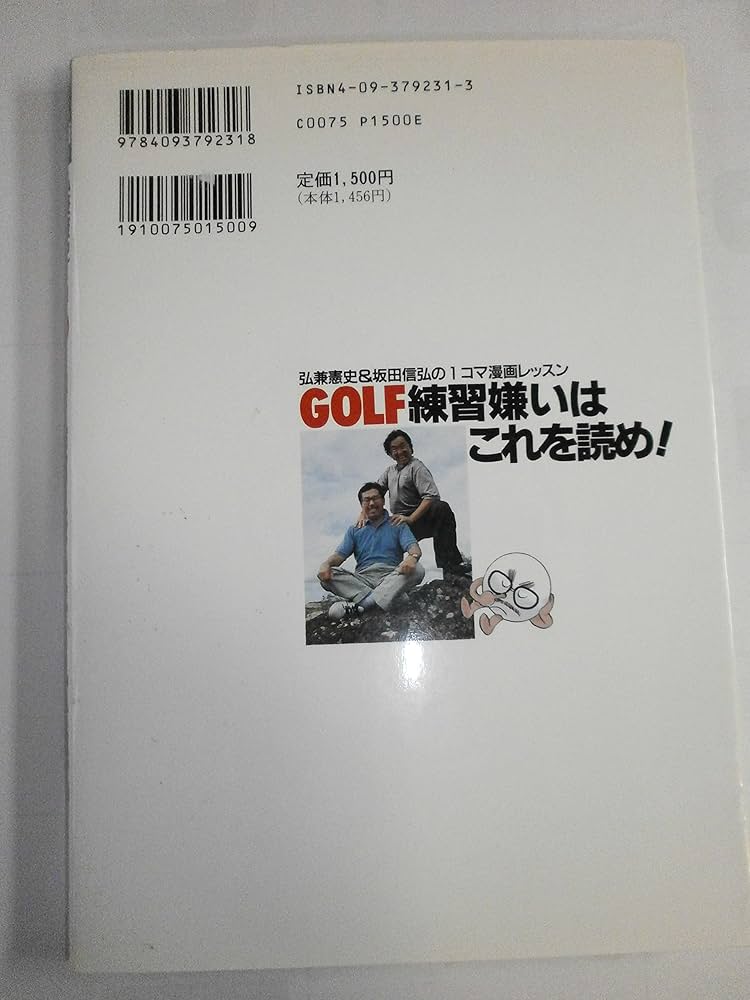 ISBN4-09-379231-3
C0075 P1500E
9784093792318
定価1,500円
(本体1,456円)
1910075015009
弘兼憲史&坂田信弘の1コマ漫画レッスン
GOLF練習嫌いは
これを読め!